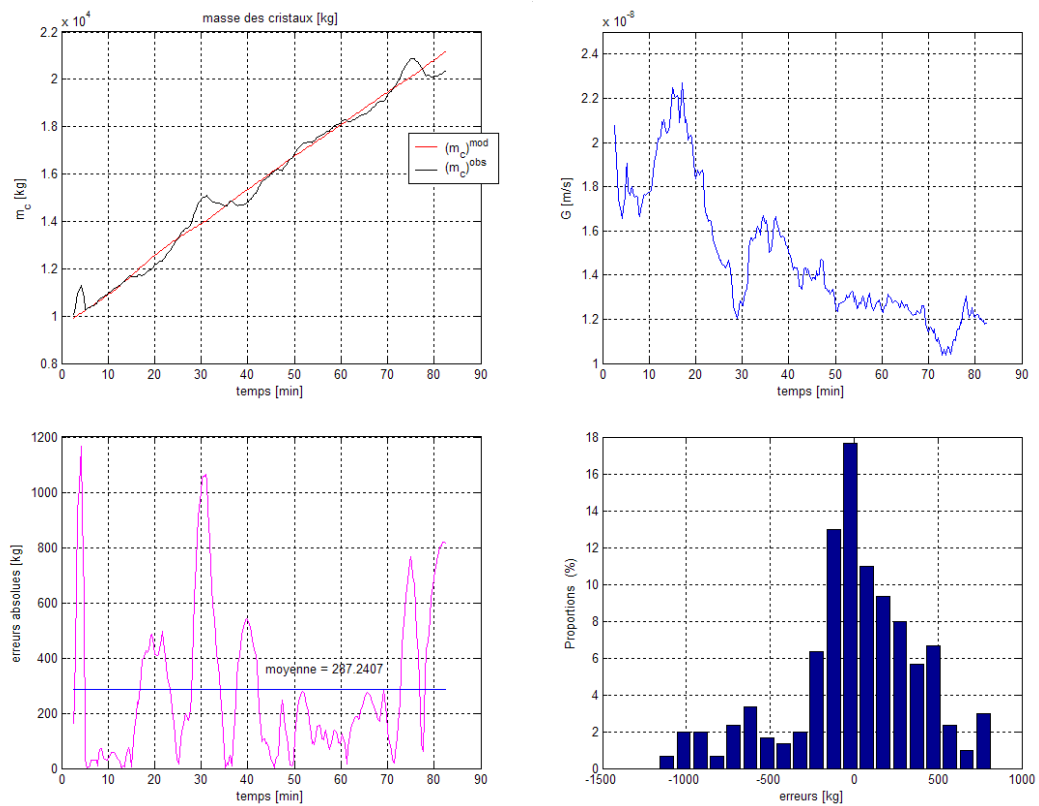 x 10⁴
masse des cristaux [kg]
2.2
2
1.8
1.6
1.4
1.2
1
0.8
m_c [kg]
(m_c)^mod
(m_c)^obs
0 10 20 30 40 50 60 70 80 90
temps [min]
x 10⁻⁸
2.5
2.2
2
1.8
1.6
1.4
1.2
1
G [m/s]
0 10 20 30 40 50 60 70 80 90
temps [min]
1200
1000
800
600
400
200
0
erreurs absolues [kg]
moyenne = 287.2407
0 10 20 30 40 50 60 70 80 90
temps [min]
18
16
14
12
10
8
6
4
2
0
Proportions (%)
-1500 -1000 -500 0 500 1000
erreurs [kg]